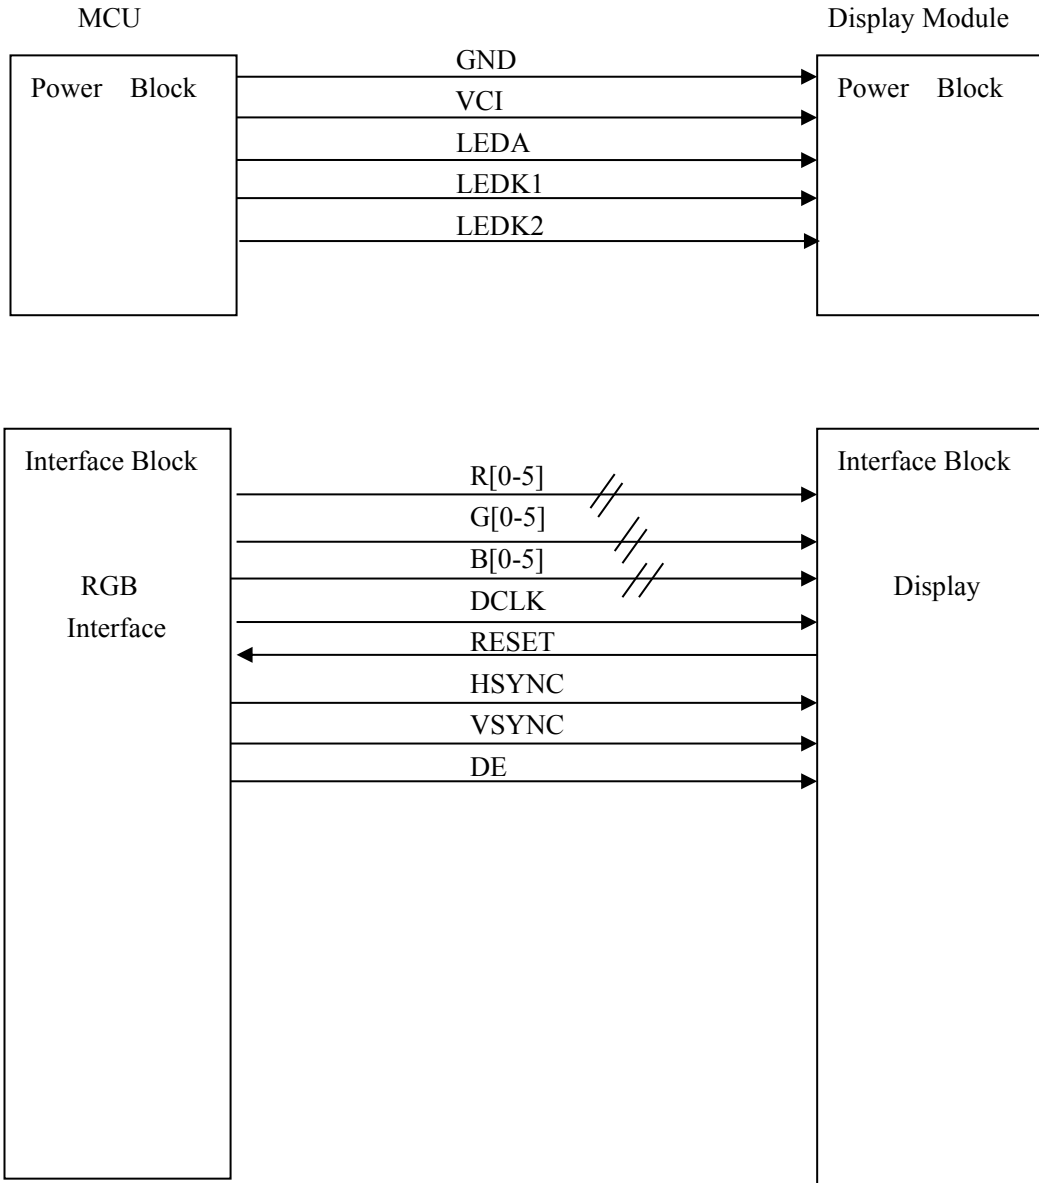 MCU
Display Module
Power Block
GND
VCI
LEDA
LEDK1
LEDK2
Power Block
Interface Block
RGB
Interface
R[0-5]
G[0-5]
B[0-5]
DCLK
RESET
HSYNC
VSYNC
DE
Interface Block
Display